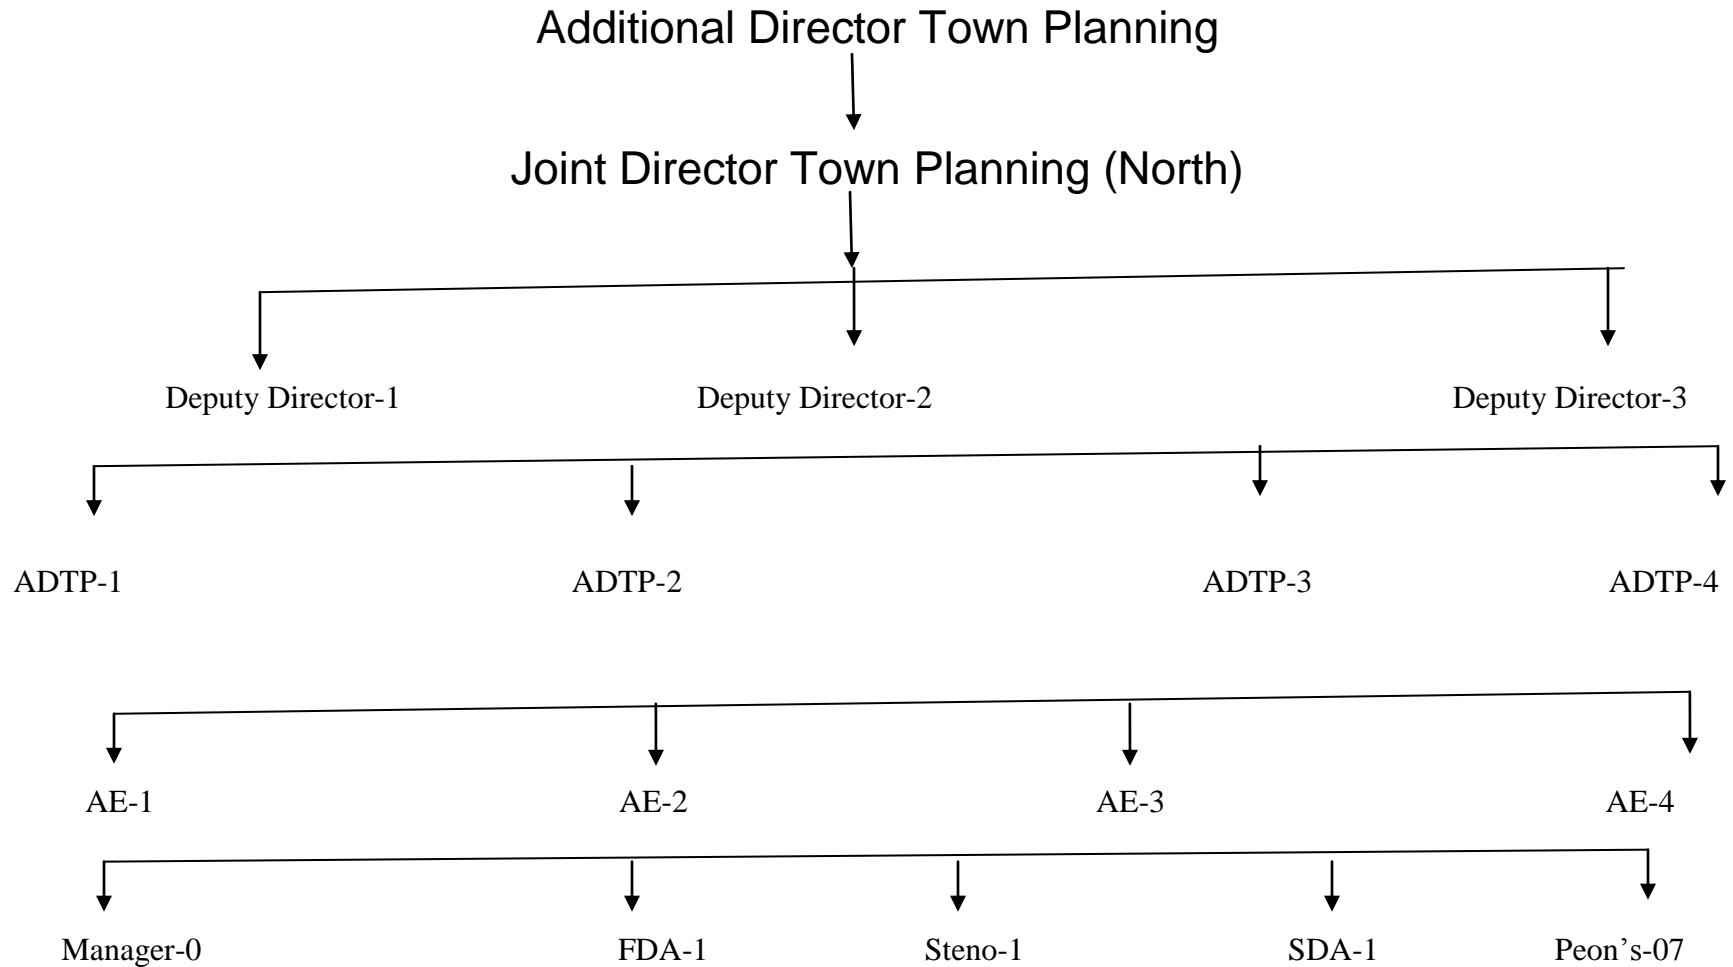 Additional Director Town Planning
Joint Director Town Planning (North)
Deputy Director-1 Deputy Director-2 Deputy Director-3
ADTP-1 ADTP-2 ADTP-3 ADTP-4
AE-1 AE-2 AE-3 AE-4
Manager-0 FDA-1 Steno-1 SDA-1 Peon’s-07